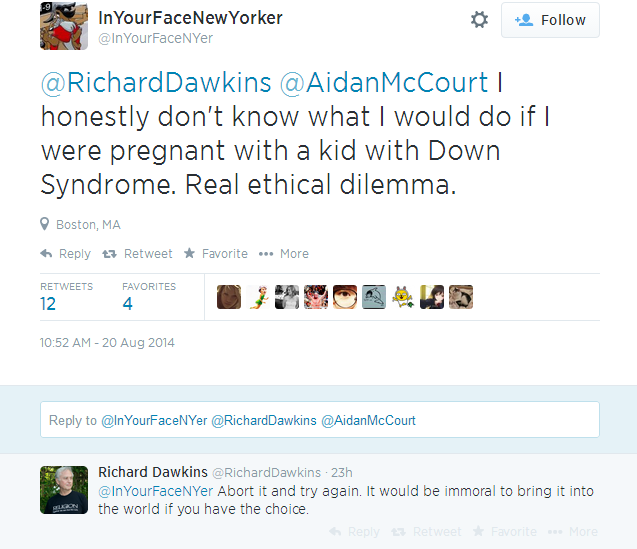 InYourFaceNewYorker
@InYourFaceNYer
Follow
@RichardDawkins @AidanMcCourt I
honestly don't know what I would do if I
were pregnant with a kid with Down
Syndrome. Real ethical dilemma.
Boston, MA
Reply Retweet Favorite More
RETWEETS FAVORITES
12 4
10:52 AM - 20 Aug 2014
Reply to @InYourFaceNYer @RichardDawkins @AidanMcCourt
Richard Dawkins @RichardDawkins · 23h
@InYourFaceNYer Abort it and try again. It would be immoral to bring it into
the world if you have the choice.
Reply Retweet Favorite More
RELIGION